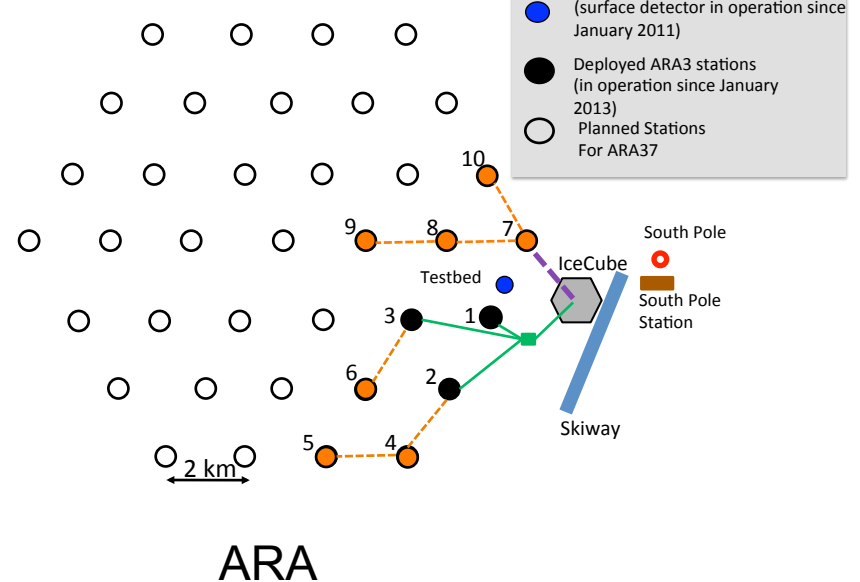 (surface detector in operation since
January 2011)
Deployed ARA3 stations
(in operation since January
2013)
Planned Stations
For ARA37
10
9
8
7
South Pole
IceCube
Testbed
South Pole
Station
3
1
6
2
Skiway
5
4
2 km
ARA